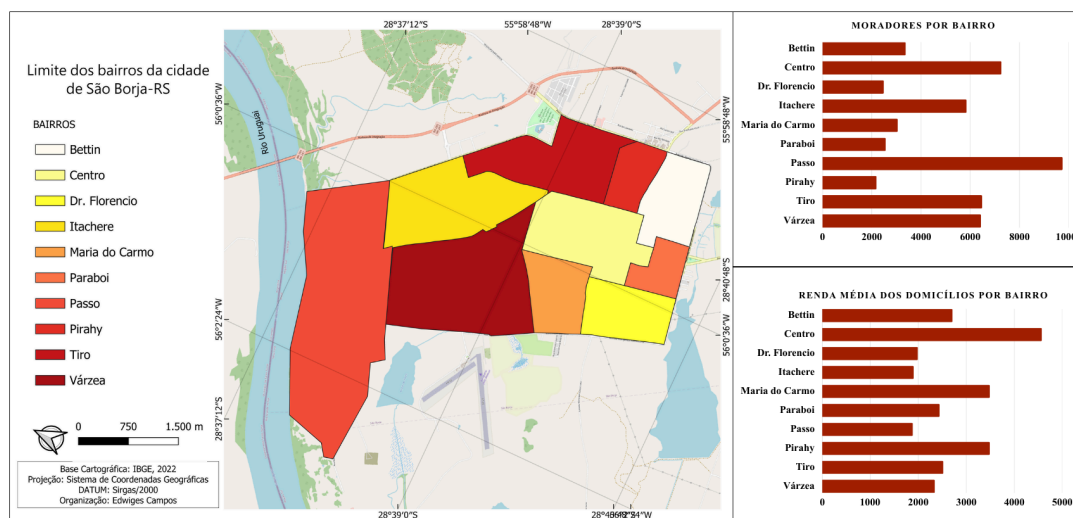 Limite dos bairros da cidade
de São Borja-RS
BAIRROS
Bettin
Centro
Dr. Florencio
Itachere
Maria do Carmo
Paraboi
Passo
Pirahy
Tiro
Várzea
0 750 1.500 m
Base Cartográfica: IBGE, 2022
Projeção: Sistema de Coordenadas Geográficas
DATUM: Sirgas/2000
Organização: Edwiges Campos
28°37'12"S
55°58'48"W
28°39'0"S
56°0'36"W
Rio Uruguai
55°58'48"W
28°40'48"S
56°2'24"W
56°0'36"W
28°37'12"S
28°39'0"S
MORADORES POR BAIRRO
Bettin
Centro
Dr. Florencio
Itachere
Maria do Carmo
Paraboi
Passo
Pirahy
Tiro
Várzea
0 2000 4000 6000 8000 10000
RENDA MÉDIA DOS DOMICÍLIOS POR BAIRRO
Bettin
Centro
Dr. Florencio
Itachere
Maria do Carmo
Paraboi
Passo
Pirahy
Tiro
Várzea
0 1000 2000 3000 4000 5000